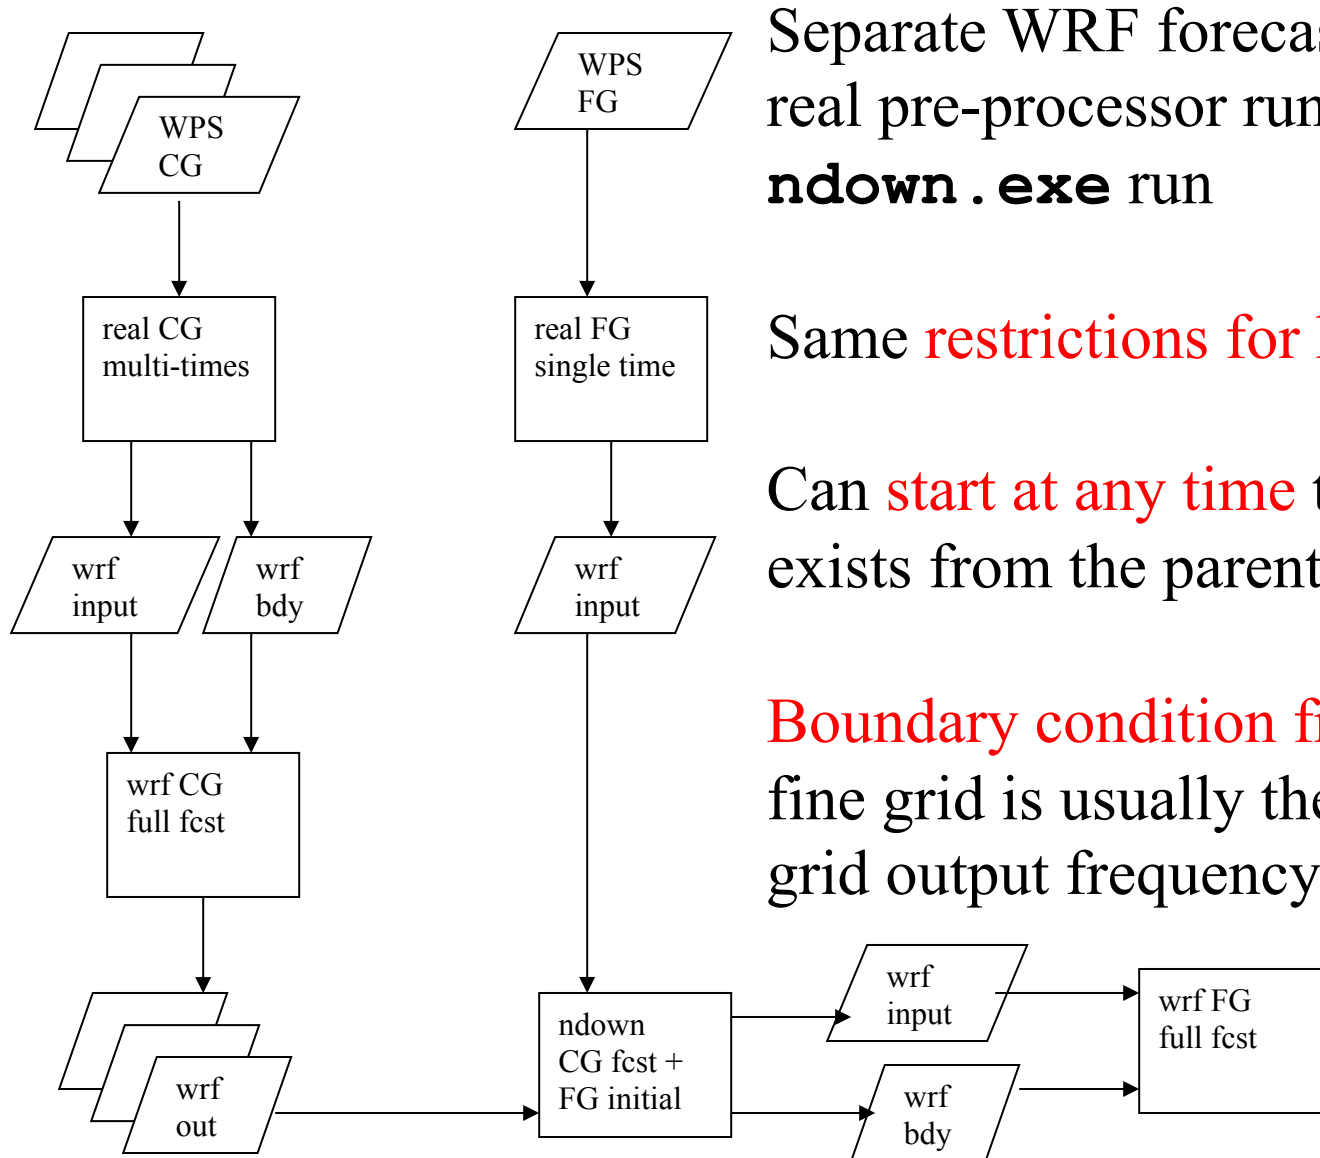 WPS
CG
real CG
multi-times
wrf
input
wrf
bdy
wrf CG
full fcst
wrf
out
WPS
FG
real FG
single time
wrf
input
ndown
CG fcst +
FG initial
wrf
input
wrf
bdy
wrf FG
full fcst
Separate WRF
real pre-processor
ndown.exe run
Same restrictions for
Can start at any time
exists from the parent
Boundary condition
fine grid is usually the
grid output frequency